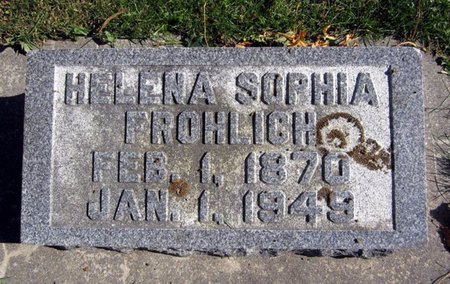 HELENA SOPHIA
FROHLICH
FEB. 1, 1870
JAN. 1, 1949